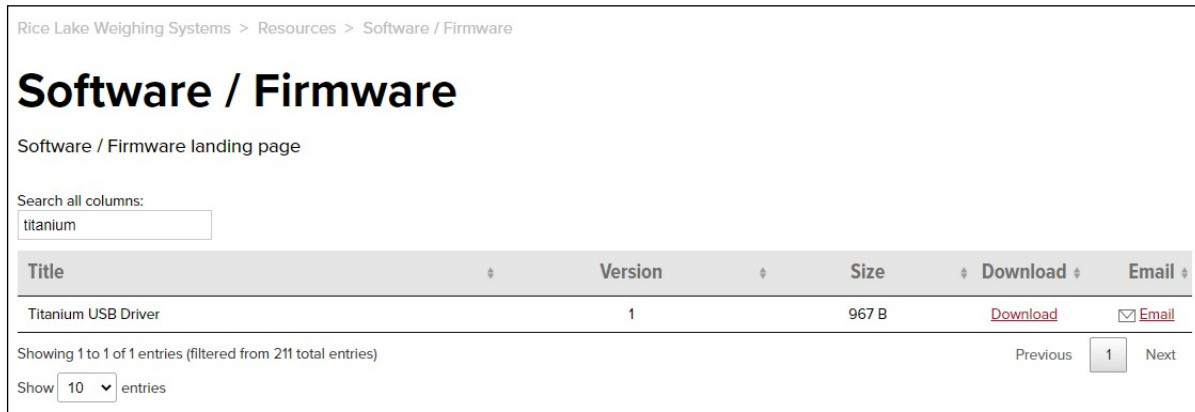 Rice Lake Weighing Systems > Resources > Software / Firmware
Software / Firmware
Software / Firmware landing page
Search all columns:
titanium
Title Version Size Download Email
Titanium USB Driver 1 967 B Download Email
Showing 1 to 1 of 1 entries (filtered from 211 total entries) Previous 1 Next
Show 10 entries